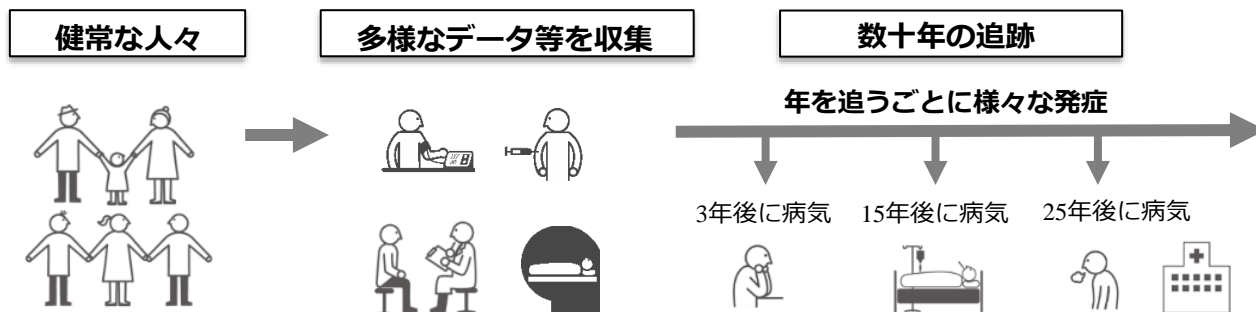 健常な人々
多様なデータ等を収集
数十年の追跡
年を追うごとに様々な発症
3年後に病気
15年後に病気
25年後に病気